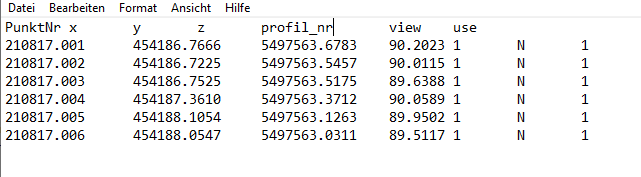 Datei Bearbeiten Format Ansicht Hilfe
PunktNr x y z profil_nr view use
210817.001 454186.7666 5497563.6783 90.2023 1 N 1
210817.002 454186.7225 5497563.5457 90.0115 1 N 1
210817.003 454186.7525 5497563.5175 89.6388 1 N 1
210817.004 454187.3610 5497563.3712 90.0589 1 N 1
210817.005 454188.1054 5497563.1263 89.9502 1 N 1
210817.006 454188.0547 5497563.0311 89.5117 1 N 1